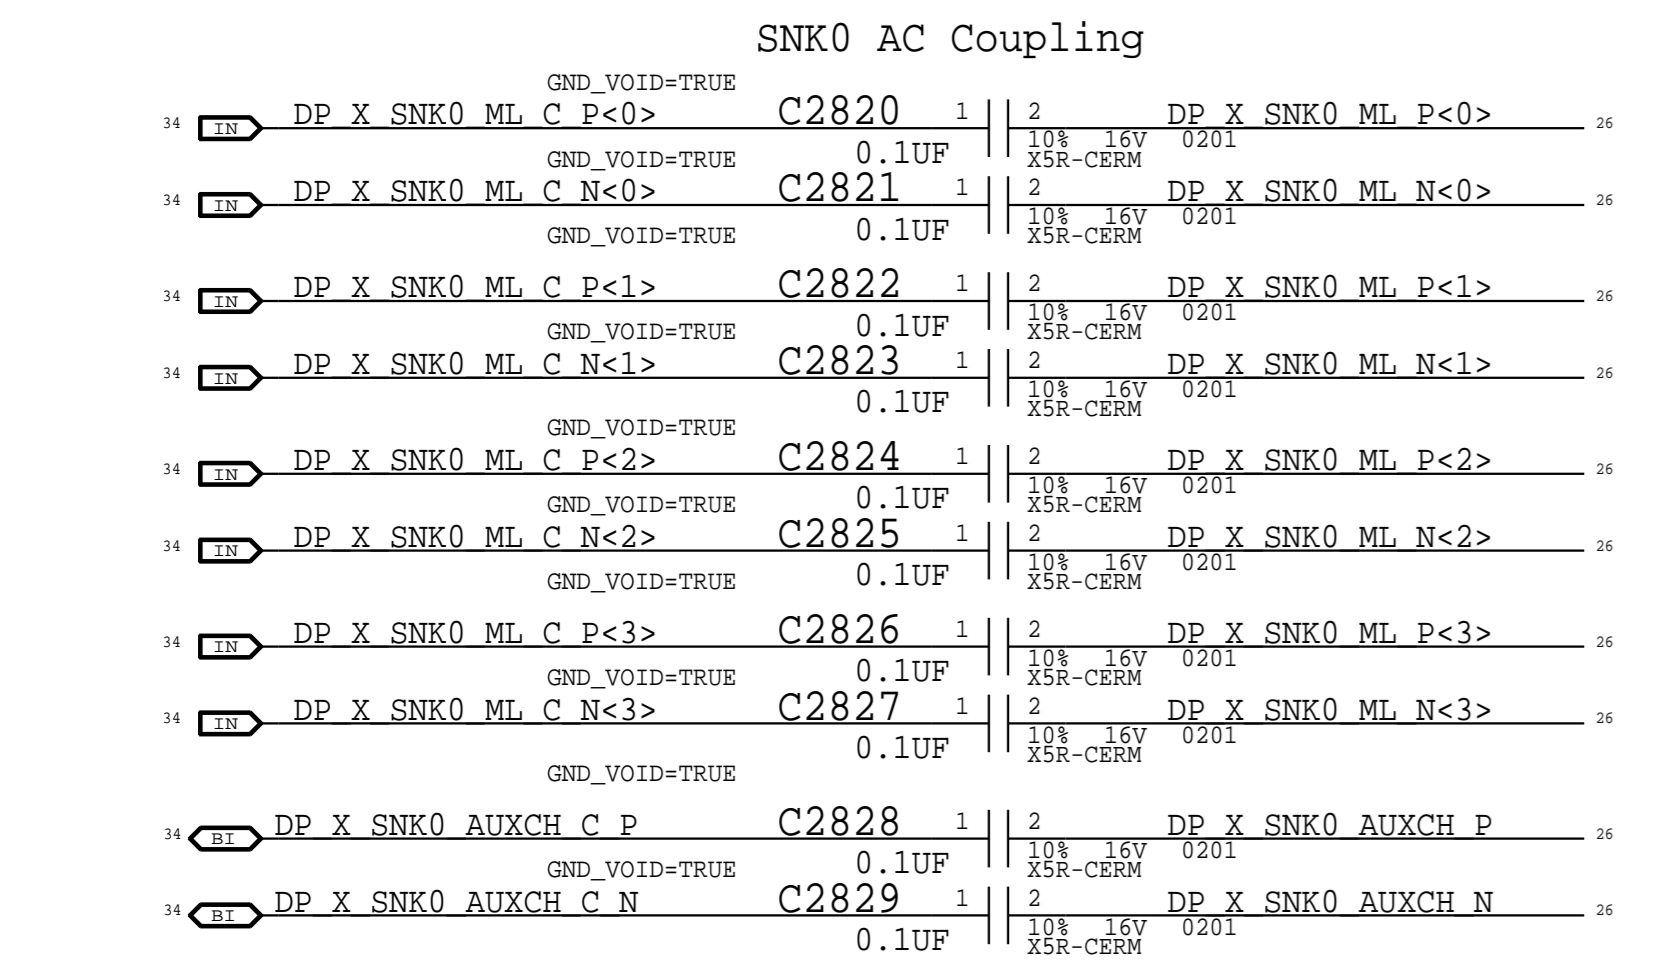 SNK0 AC Coupling
GND_VOID=TRUE
34 IN DP_X_SNK0_ML_C_P<0> C2820 1 2 DP_X_SNK0_ML_P<0> 26
10% 16V 0201
GND_VOID=TRUE 0.1UF X5R-CERM
34 IN DP_X_SNK0_ML_C_N<0> C2821 1 2 DP_X_SNK0_ML_N<0> 26
10% 16V 0201
GND_VOID=TRUE 0.1UF X5R-CERM
34 IN DP_X_SNK0_ML_C_P<1> C2822 1 2 DP_X_SNK0_ML_P<1> 26
10% 16V 0201
GND_VOID=TRUE 0.1UF X5R-CERM
34 IN DP_X_SNK0_ML_C_N<1> C2823 1 2 DP_X_SNK0_ML_N<1> 26
10% 16V 0201
0.1UF X5R-CERM
GND_VOID=TRUE
34 IN DP_X_SNK0_ML_C_P<2> C2824 1 2 DP_X_SNK0_ML_P<2> 26
10% 16V 0201
GND_VOID=TRUE 0.1UF X5R-CERM
34 IN DP_X_SNK0_ML_C_N<2> C2825 1 2 DP_X_SNK0_ML_N<2> 26
10% 16V 0201
GND_VOID=TRUE 0.1UF X5R-CERM
34 IN DP_X_SNK0_ML_C_P<3> C2826 1 2 DP_X_SNK0_ML_P<3> 26
10% 16V 0201
GND_VOID=TRUE 0.1UF X5R-CERM
34 IN DP_X_SNK0_ML_C_N<3> C2827 1 2 DP_X_SNK0_ML_N<3> 26
10% 16V 0201
0.1UF X5R-CERM
GND_VOID=TRUE
34 BI DP_X_SNK0_AUXCH_C_P C2828 1 2 DP_X_SNK0_AUXCH_P 26
10% 16V 0201
GND_VOID=TRUE 0.1UF X5R-CERM
34 BI DP_X_SNK0_AUXCH_C_N C2829 1 2 DP_X_SNK0_AUXCH_N 26
10% 16V 0201
0.1UF X5R-CERM